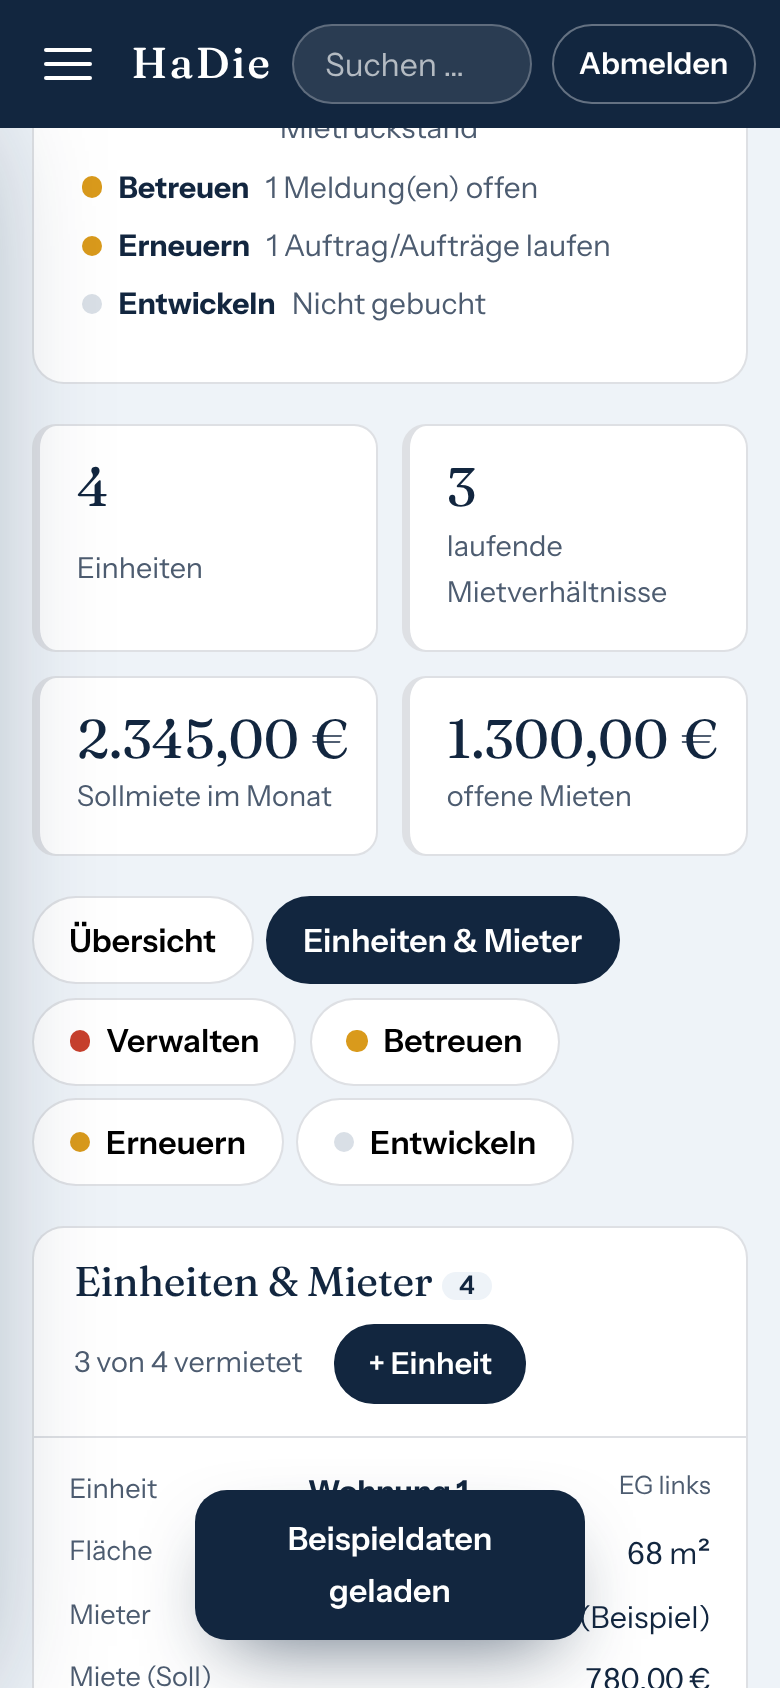 HaDie
Suchen ...
Abmelden
Mietrückstand
Betreuen 1 Meldung(en) offen
Erneuern 1 Auftrag/Aufträge laufen
Entwickeln Nicht gebucht
4
Einheiten
3
laufende
Mietverhältnisse
2.345,00 €
Sollmiete im Monat
1.300,00 €
offene Mieten
Übersicht
Einheiten & Mieter
Verwalten
Betreuen
Erneuern
Entwickeln
Einheiten & Mieter 4
3 von 4 vermietet
+ Einheit
Einheit Wohnung 1 EG links
Fläche 68 m²
Mieter (Beispiel)
Miete (Soll) 780,00 €
Beispieldaten
geladen